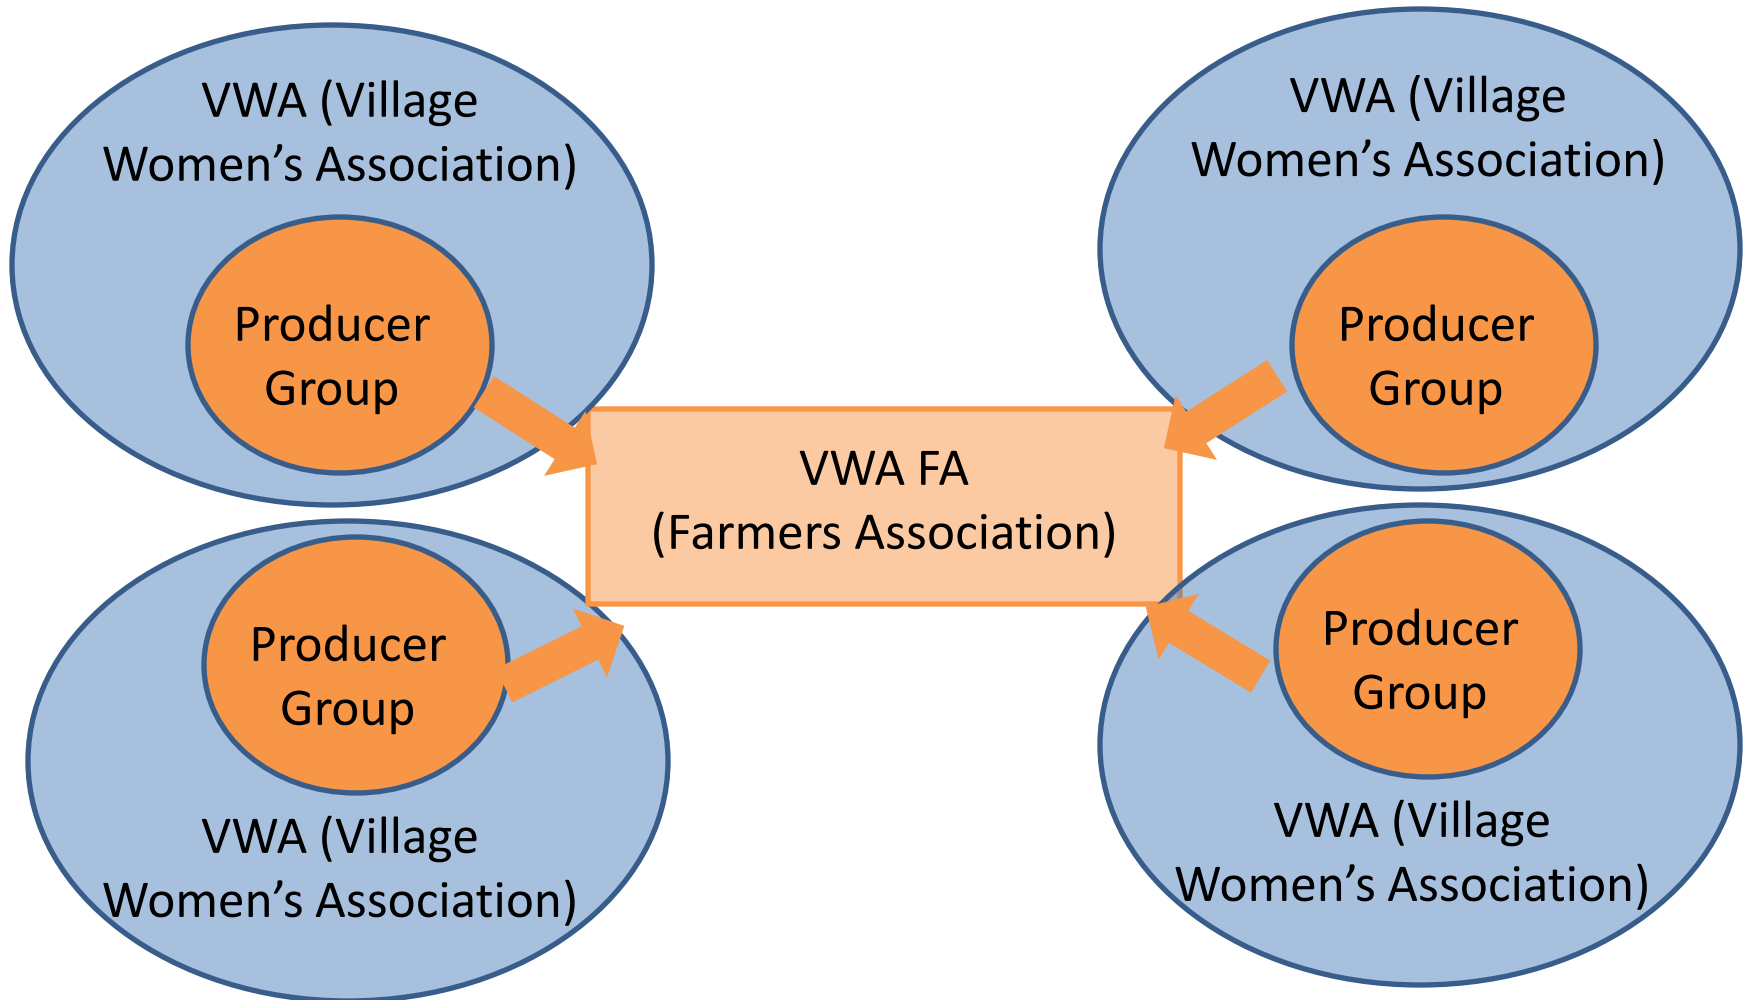 VWA (Village
Women’s Association)
Producer
Group
VWA (Village
Women’s Association)
Producer
Group
VWA FA
(Farmers Association)
Producer
Group
VWA (Village
Women’s Association)
Producer
Group
VWA (Village
Women’s Association)